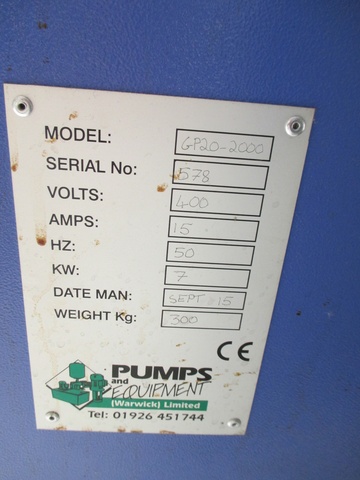 MODEL: GP20-2000
SERIAL No: 578
VOLTS: 400
AMPS: 15
HZ: 50
KW: 7
DATE MAN: SEPT 15
WEIGHT Kg: 300
CE
PUMPS
and
EQUIPMENT
(Warwick) Limited
Tel: 01926 451744